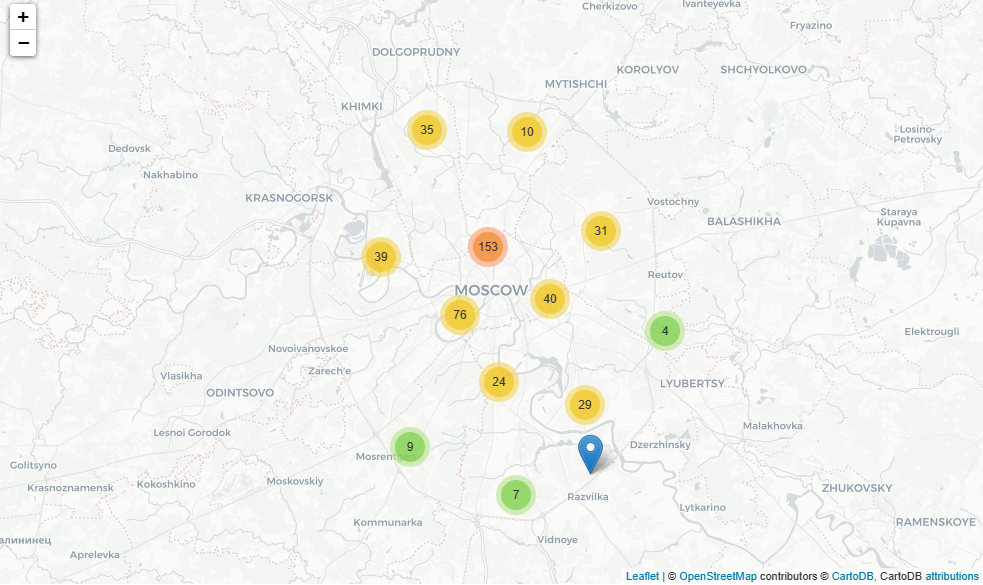 +
−
Cherkizovo
Ivanteyevka
Fryazino
DOLGOPRUDNY
KOROLYOV
SHCHYOLKOVO
MYTISHCHI
KHIMKI
35
10
Losino-
Petrovsky
Dedovsk
Nakhabino
KRASNOGORSK
Vostochny
BALASHIKHA
Staraya
Kupavna
31
153
39
Reutov
MOSCOW
40
76
4
Elektrougli
Novoivanovskoe
Zarech'e
Vlasikha
ODINTSOVO
24
LYUBERTSY
29
Malakhovka
Lesnoi Gorodok
9
Dzerzhinsky
Golitsyno
Krasnoznamensk
Kokoshkino
Moskovskiy
7
Razvilka
ZHUKOVSKY
Lytkarino
Kommunarka
RAMENSKOYE
Vidnoye
Aprelevka
Leaflet | © OpenStreetMap contributors © CartoDB, CartoDB attributions